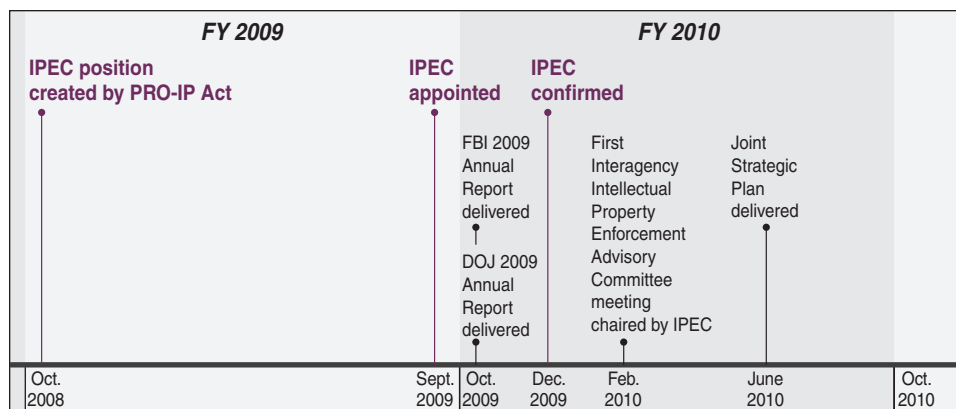 FY 2009
FY 2010
IPEC position
created by PRO-IP Act
IPEC
appointed
IPEC
confirmed
FBI 2009
Annual
Report
delivered
DOJ 2009
Annual
Report
delivered
First
Interagency
Intellectual
Property
Enforcement
Advisory
Committee
meeting
chaired by IPEC
Joint
Strategic
Plan
delivered
Oct.
2008
Sept.
2009
Oct.
2009
Dec.
2009
Feb.
2010
June
2010
Oct.
2010